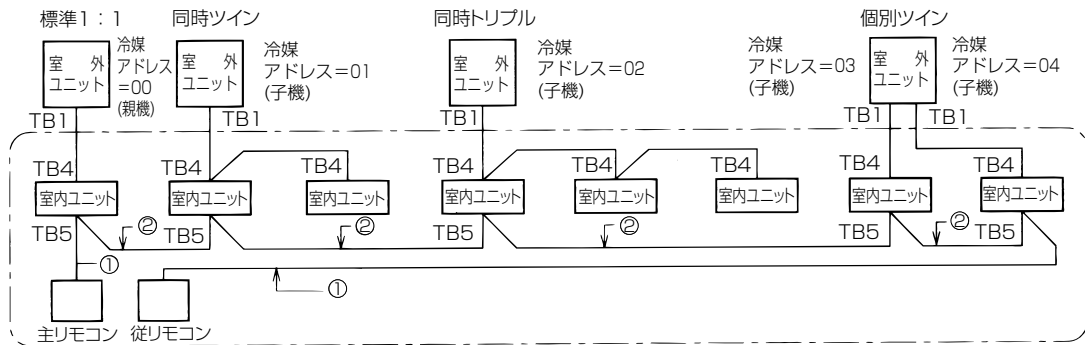 標準1：1
同時ツイン
同時トリプル
個別ツイン
室 外
ユニット
冷媒
アドレス
=00
(親機)
室 外
ユニット
冷媒
アドレス=01
(子機)
室 外
ユニット
冷媒
アドレス=02
(子機)
冷媒
アドレス=03
(子機)
室 外
ユニット
冷媒
アドレス=04
(子機)
TB1
TB1
TB1
TB1
TB1
TB4
TB4
TB4
TB4
TB4
室内ユニット
室内ユニット
室内ユニット
室内ユニット
室内ユニット
室内ユニット
室内ユニット
室内ユニット
TB5
②
TB5
②
TB5
②
TB5
②
TB5
①
①
主リモコン
従リモコン